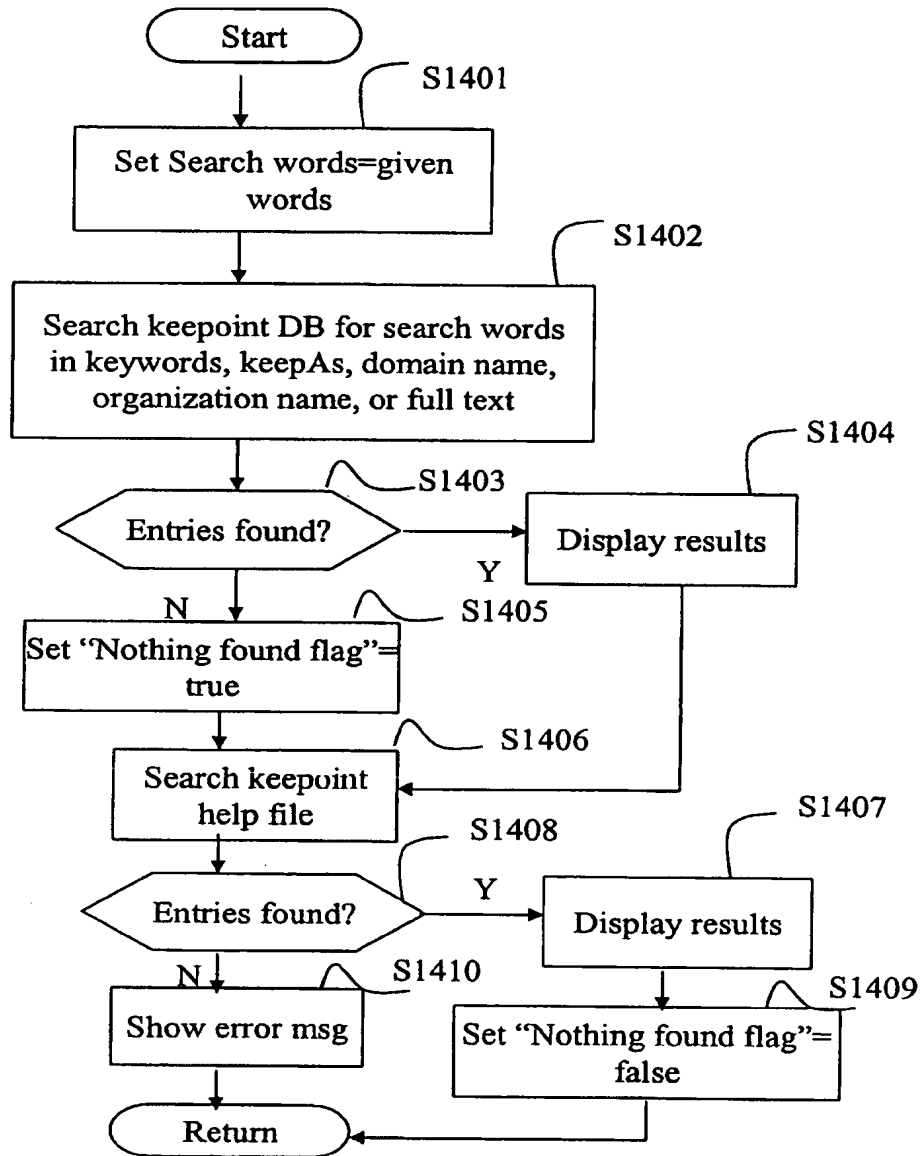 Start
S1401
Set Search words=given
words
S1402
Search keepoint DB for search words
in keywords, keepAs, domain name,
organization name, or full text
S1404
S1403
Entries found?
Display results
Y
N
S1405
Set “Nothing found flag”=
true
S1406
Search keepoint
help file
S1407
S1408
Y
Entries found?
Display results
N
S1410
S1409
Show error msg
Set “Nothing found flag”=
false
Return